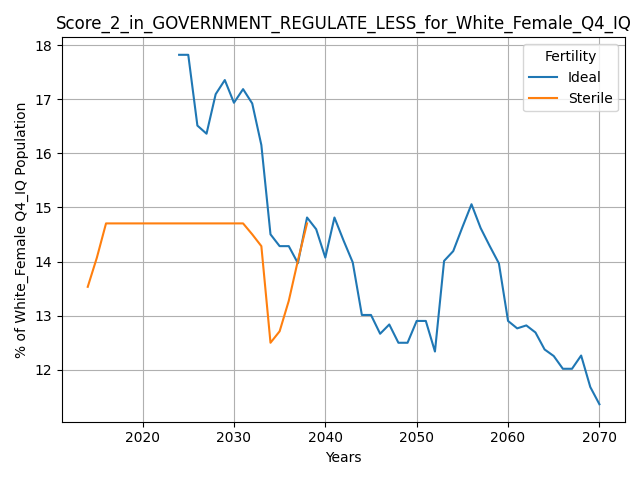 Score_2_in_GOVERNMENT_REGULATE_LESS_for_White_Female_Q4_IQ
Fertility
Ideal
Sterile
% of White_Female Q4_IQ Population
18
17
16
15
14
13
12
2020
2030
2040
2050
2060
2070
Years